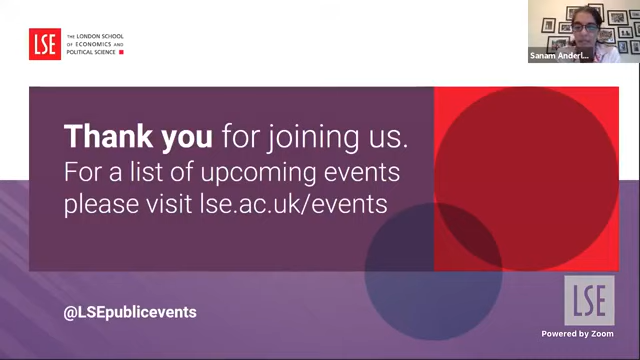 LSE
THE LONDON SCHOOL
OF ECONOMICS AND
POLITICAL SCIENCE
Sanam Anderl...
Thank you for joining us.
For a list of upcoming events
please visit lse.ac.uk/events
@LSEpublicevents
LSE
Powered by Zoom